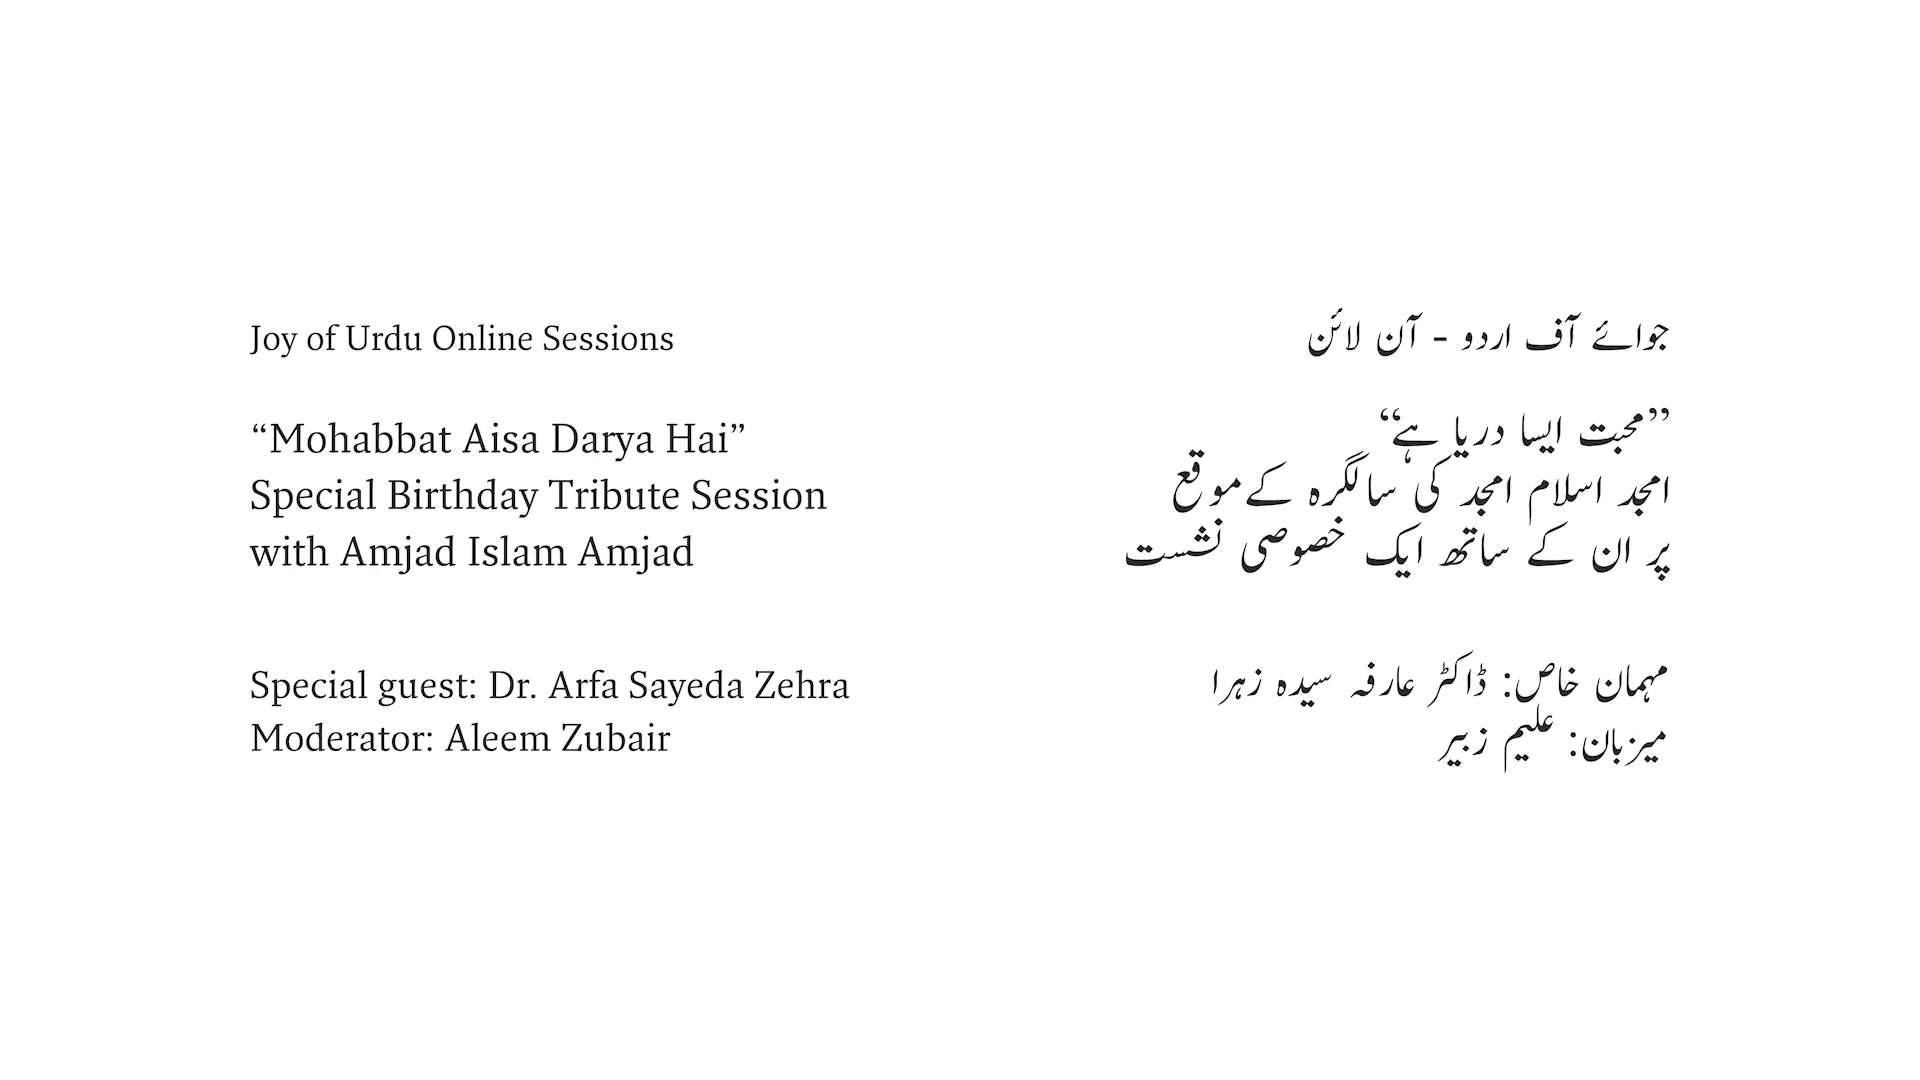 Joy of Urdu Online Sessions
“Mohabbat Aisa Darya Hai”
Special Birthday Tribute Session
with Amjad Islam Amjad
Special guest: Dr. Arfa Sayeda Zehra
Moderator: Aleem Zubair
جوائے آف اردو - آن لائن
”محبت ایسا دریا ہے“
امجد اسلام امجد کی سالگرہ کے موقع
پر ان کے ساتھ ایک خصوصی نشست
مہمان خاص: ڈاکٹر عارفہ سیدہ زہرا
میزبان: علیم زبیر